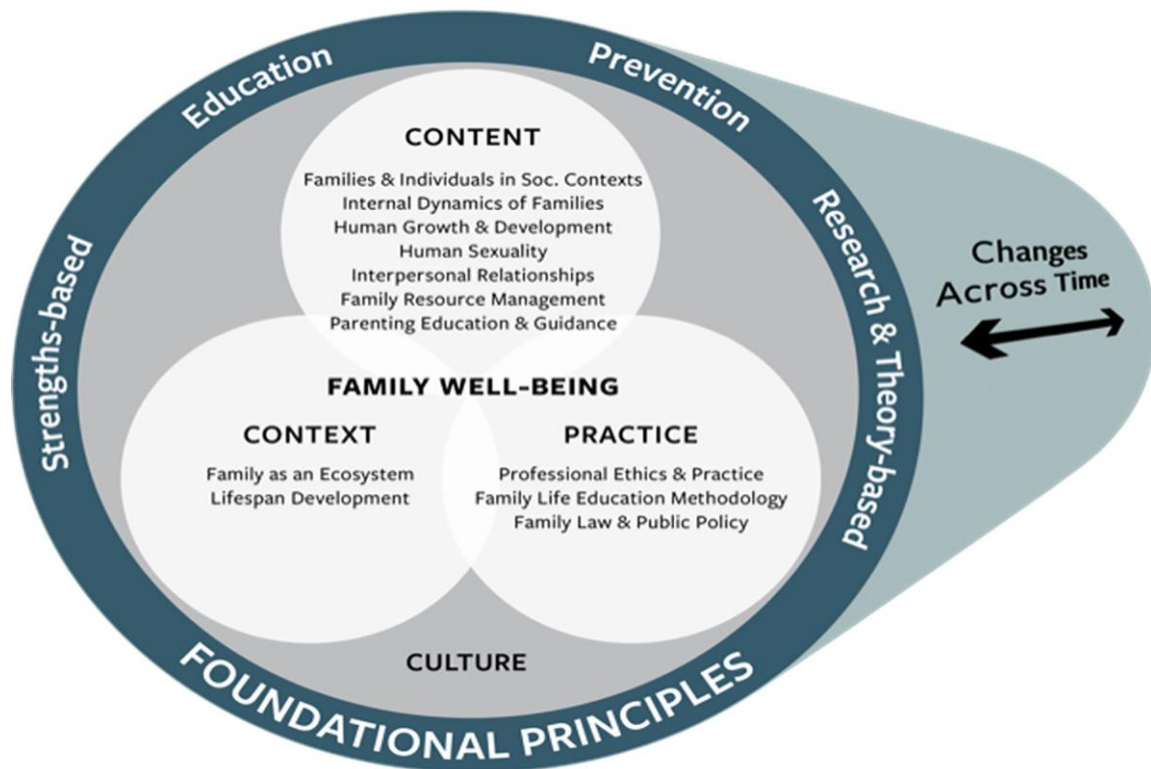 Education
Prevention
Strengths-based
Research & Theory-based
CONTENT
Families & Individuals in Soc. Contexts
Internal Dynamics of Families
Human Growth & Development
Human Sexuality
Interpersonal Relationships
Family Resource Management
Parenting Education & Guidance
FAMILY WELL-BEING
CONTEXT
Family as an Ecosystem
Lifespan Development
PRACTICE
Professional Ethics & Practice
Family Life Education Methodology
Family Law & Public Policy
CULTURE
FOUNDATIONAL PRINCIPLES
Changes
Across Time